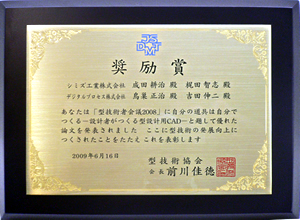 JSDMT
奨励賞
シミズ工業株式会社 成田耕治殿 梶田智志殿
デジタルプロセス株式会社 鳥巣正治殿 吉田伸二殿
あなたは「型技術者会議2008」に自分の道具は自分で
つくる－設計者がつくる型設計用CAD－と題して優れた
論文を発表されました ここに型技術の発展向上に
つくされたことをたたえ これを表彰します
2009年6月16日
型技術協会
会長 前川佳徳